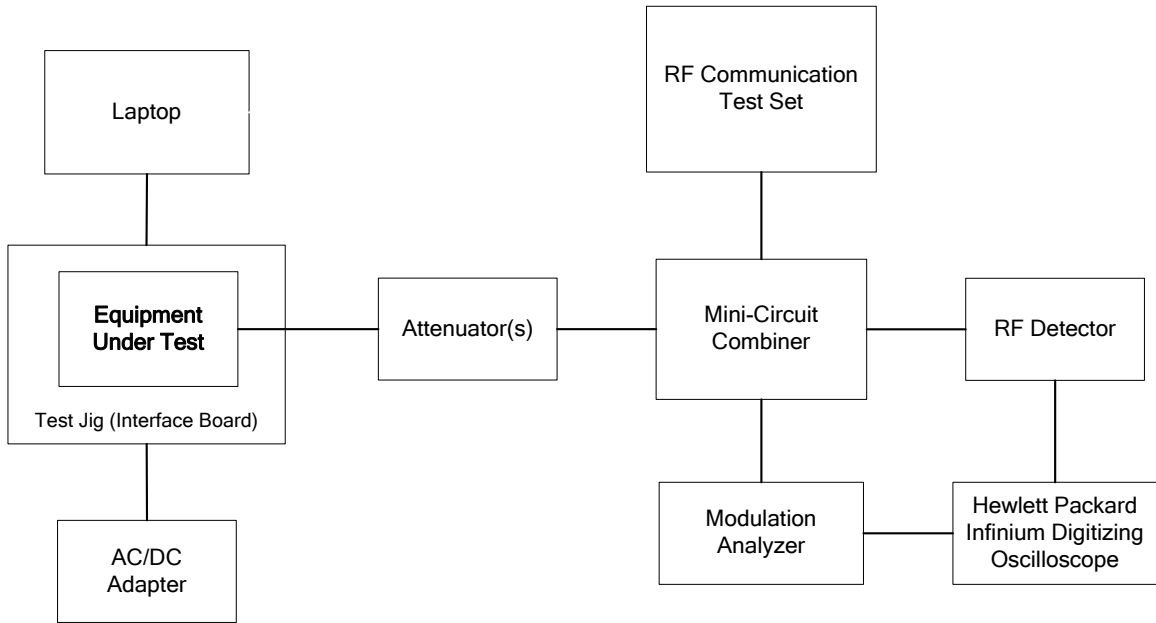 Laptop
RF Communication
Test Set
Equipment
Under Test
Test Jig (Interface Board)
Attenuator(s)
Mini-Circuit
Combiner
RF Detector
AC/DC
Adapter
Modulation
Analyzer
Hewlett Packard
Infinium Digitizing
Oscilloscope